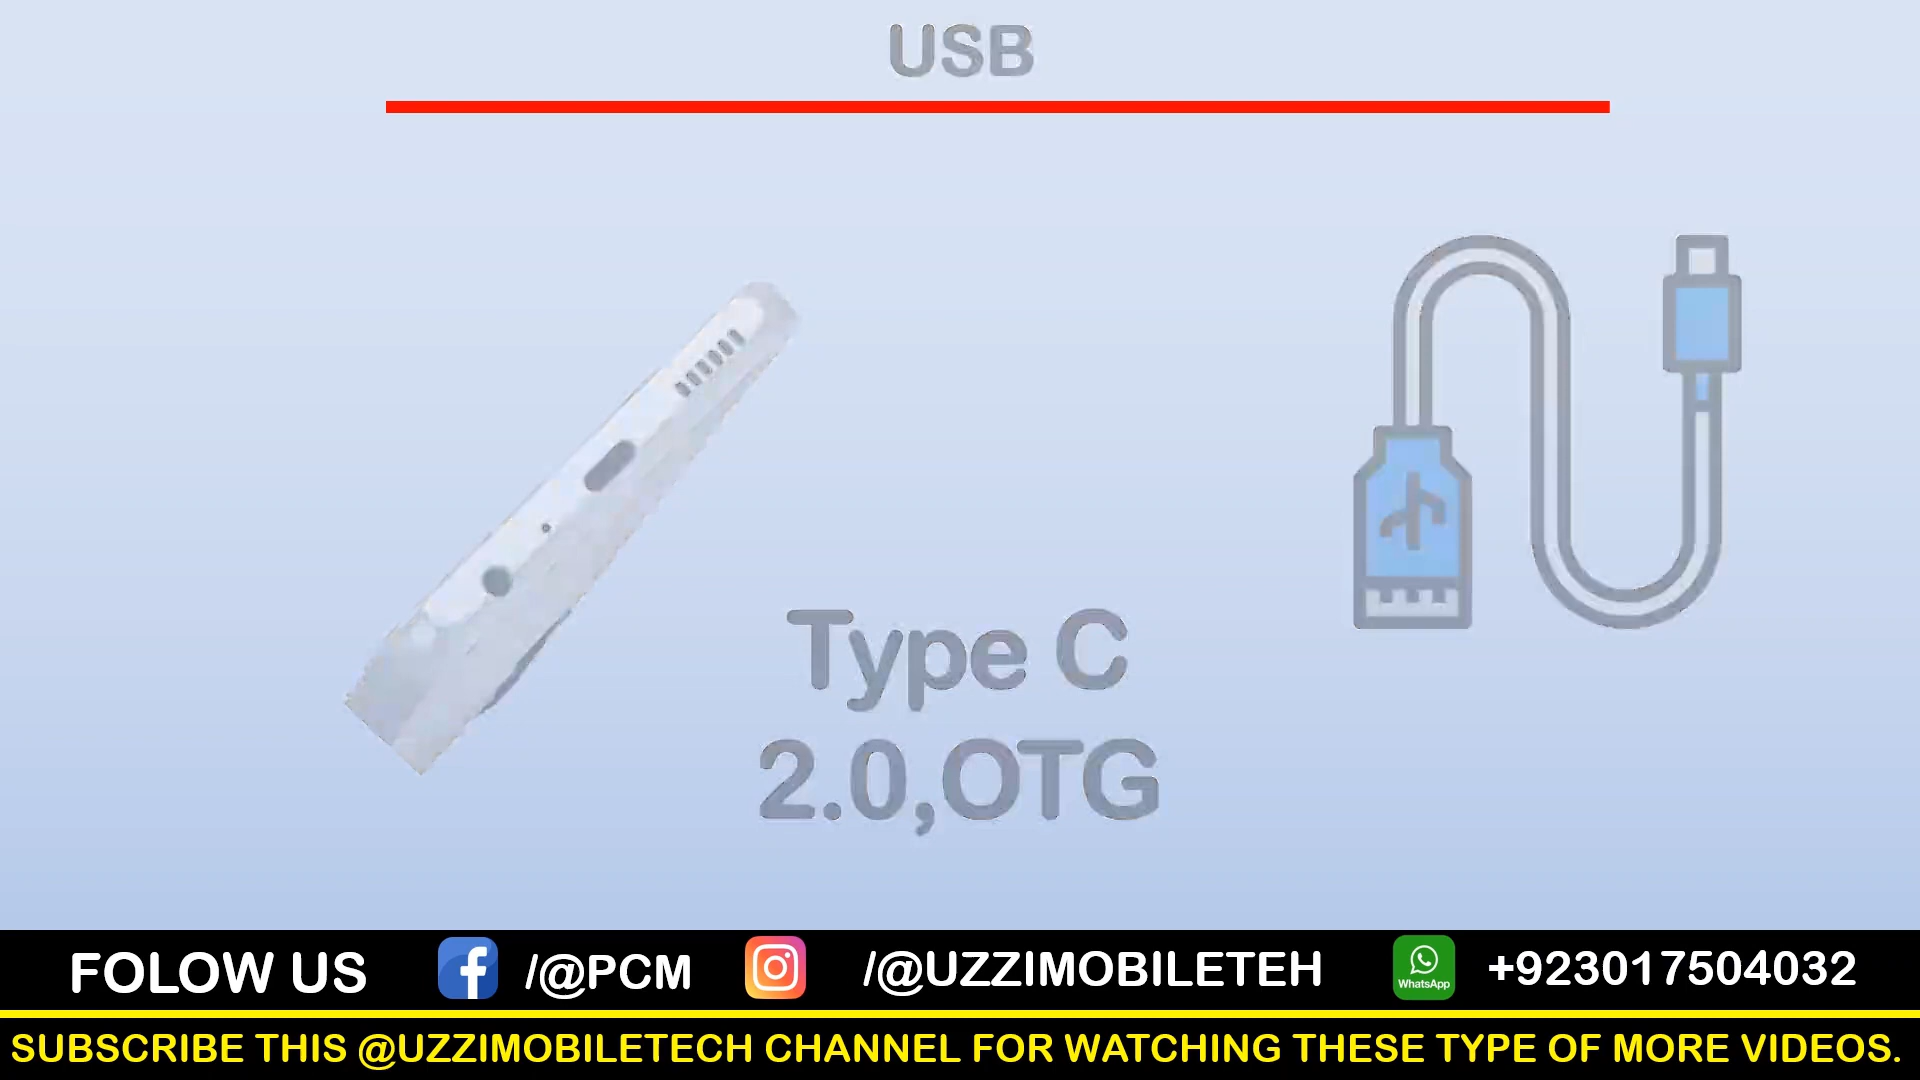 USB
Type C
2.0,OTG
FOLOW US /@PCM /@UZZIMOBILETEH WhatsApp +923017504032
SUBSCRIBE THIS @UZZIMOBILETECH CHANNEL FOR WATCHING THESE TYPE OF MORE VIDEOS.